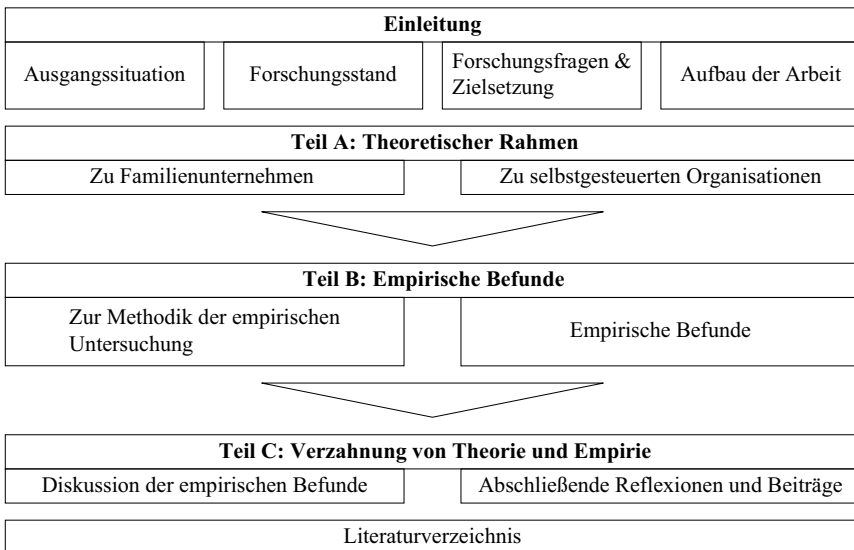 Einleitung
Ausgangssituation
Forschungsstand
Forschungsfragen &
Zielsetzung
Aufbau der Arbeit
Teil A: Theoretischer Rahmen
Zu Familienunternehmen
Zu selbstgesteuerten Organisationen
Teil B: Empirische Befunde
Zur Methodik der empirischen
Untersuchung
Empirische Befunde
Teil C: Verzahnung von Theorie und Empirie
Diskussion der empirischen Befunde
Abschließende Reflexionen und Beiträge
Literaturverzeichnis